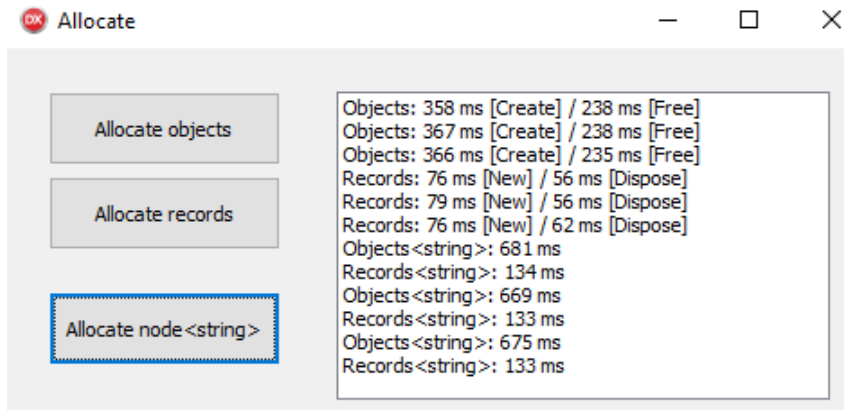 DX Allocate
Allocate objects
Allocate records
Allocate node<string>
Objects: 358 ms [Create] / 238 ms [Free]
Objects: 367 ms [Create] / 238 ms [Free]
Objects: 366 ms [Create] / 235 ms [Free]
Records: 76 ms [New] / 56 ms [Dispose]
Records: 79 ms [New] / 56 ms [Dispose]
Records: 76 ms [New] / 62 ms [Dispose]
Objects<string>: 681 ms
Records<string>: 134 ms
Objects<string>: 669 ms
Records<string>: 133 ms
Objects<string>: 675 ms
Records<string>: 133 ms